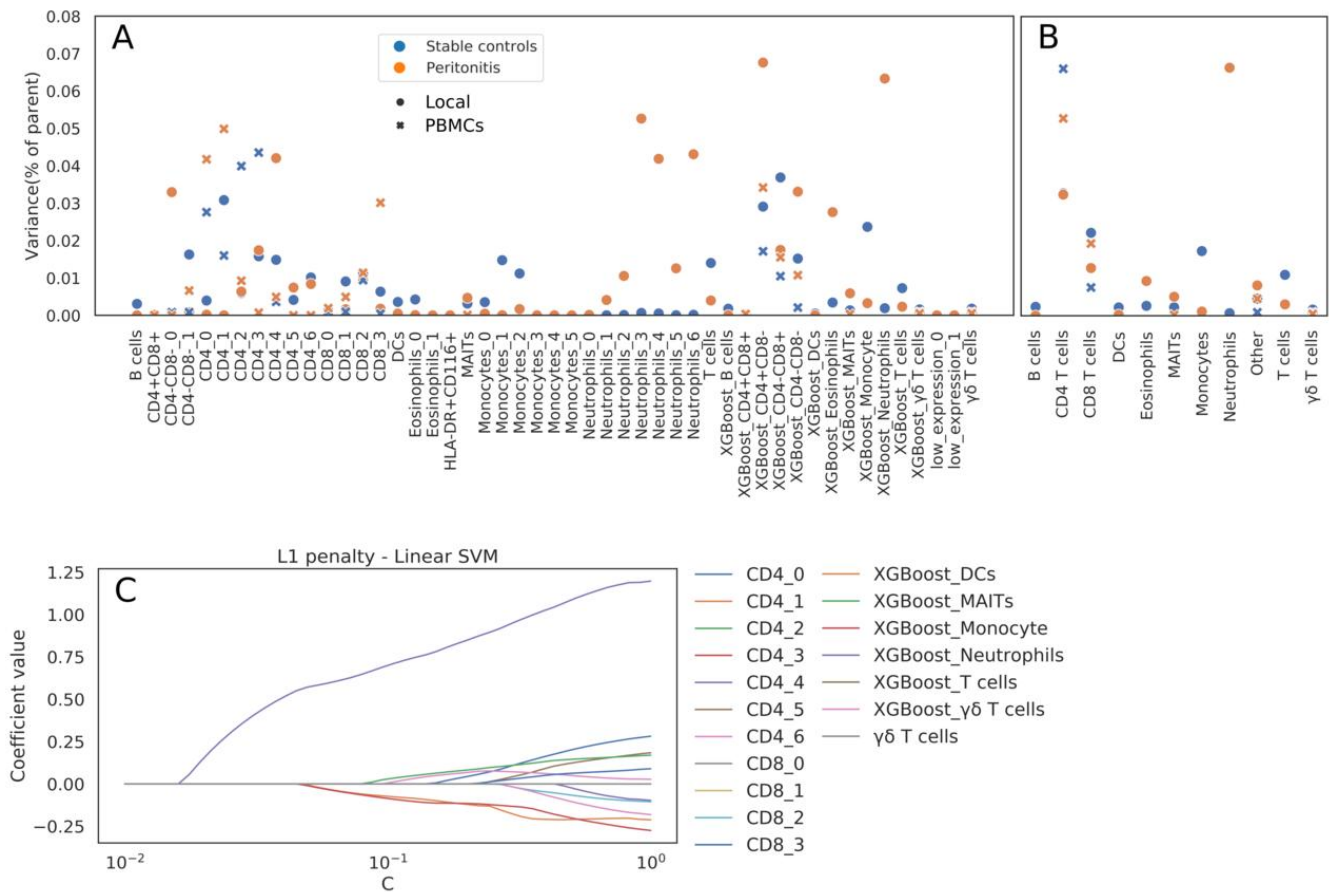 A
B
Stable controls
Peritonitis
Local
PBMCs
Variance(% of parent)
0.08
0.07
0.06
0.05
0.04
0.03
0.02
0.01
0.00
B cells
CD4+CD8+
CD4-CD8-_0
CD4-CD8-_1
CD4_0
CD4_1
CD4_2
CD4_3
CD4_4
CD4_5
CD4_6
CD8_0
CD8_1
CD8_2
CD8_3
DCs
Eosinophils_0
Eosinophils_1
HLA-DR+CD116+
MAITs
Monocytes_0
Monocytes_1
Monocytes_2
Monocytes_3
Monocytes_4
Monocytes_5
Neutrophils_0
Neutrophils_1
Neutrophils_2
Neutrophils_3
Neutrophils_4
Neutrophils_5
Neutrophils_6
T cells
XGBoost_B cells
XGBoost_CD4+CD8+
XGBoost_CD4+CD8-
XGBoost_CD4-CD8+
XGBoost_CD4-CD8-
XGBoost_DCs
XGBoost_Eosinophils
XGBoost_MAITs
XGBoost_Monocyte
XGBoost_Neutrophils
XGBoost_T cells
XGBoost_γδ T cells
low_expression_0
low_expression_1
γδ T cells
B cells
CD4 T cells
CD8 T cells
DCs
Eosinophils
MAITs
Monocytes
Neutrophils
Other
T cells
γδ T cells
L1 penalty - Linear SVM
C
Coefficient value
1.25
1.00
0.75
0.50
0.25
0.00
−0.25
10⁻²
10⁻¹
10⁰
C
CD4_0
CD4_1
CD4_2
CD4_3
CD4_4
CD4_5
CD4_6
CD8_0
CD8_1
CD8_2
CD8_3
XGBoost_DCs
XGBoost_MAITs
XGBoost_Monocyte
XGBoost_Neutrophils
XGBoost_T cells
XGBoost_γδ T cells
γδ T cells